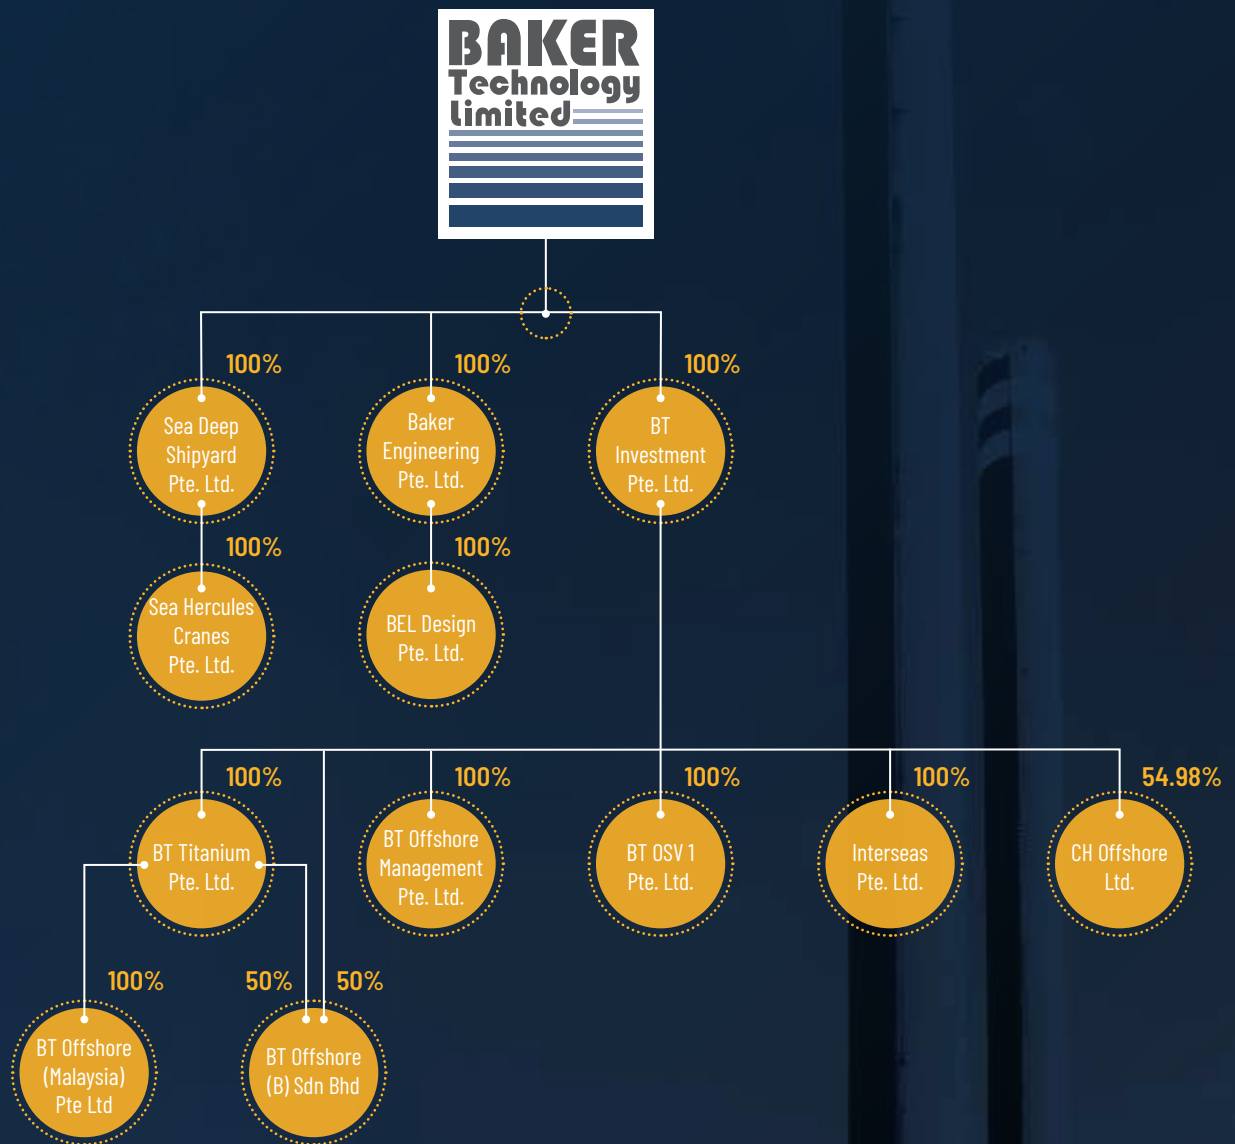 BAKER
Technology
Limited
100%
100%
100%
Sea Deep
Shipyard
Pte. Ltd.
Baker
Engineering
Pte. Ltd.
BT
Investment
Pte. Ltd.
100%
100%
Sea Hercules
Cranes
Pte. Ltd.
BEL Design
Pte. Ltd.
100%
100%
100%
100%
54.98%
BT Titanium
Pte. Ltd.
BT Offshore
Management
Pte. Ltd.
BT OSV 1
Pte. Ltd.
Interseas
Pte. Ltd.
CH Offshore
Ltd.
100%
50%
50%
BT Offshore
(Malaysia)
Pte Ltd
BT Offshore
(B) Sdn Bhd